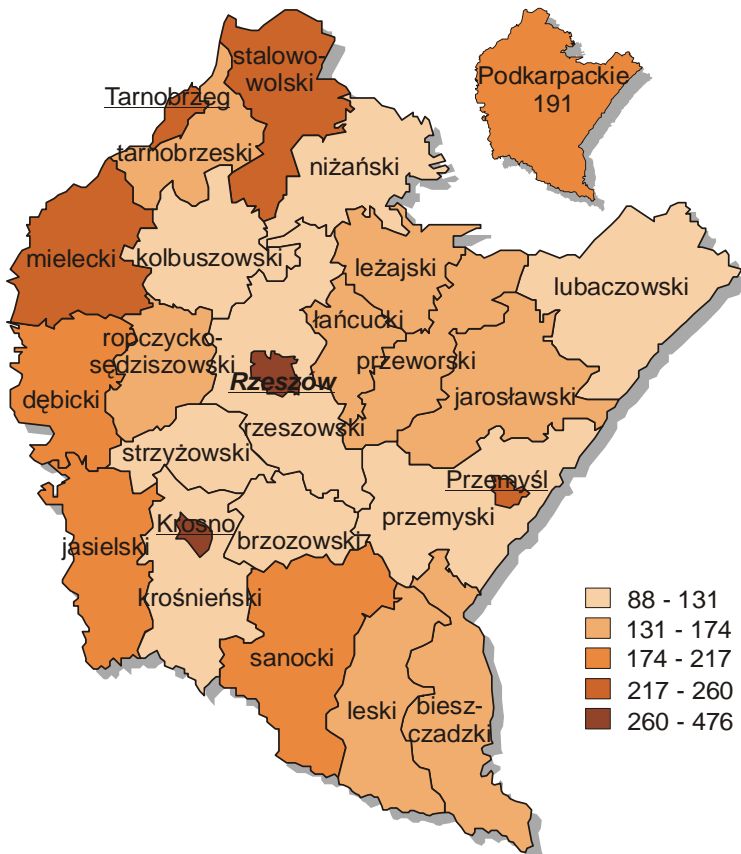 stalowo-
wolski
Podkarpackie
191
Tarnobrzeg
tarnobrzeski
niżański
mielecki
kolbuszowski
leżajski
lubaczowski
łańcucki
ropczycko-
sędziszowski
przeworski
Rzeszów
dębicki
jarosławski
rzeszowski
strzyżowski
Przemyśl
przemyski
Krosno
jasielski
brzozowski
krośnieński
sanocki
leski
biesz-
czadzki
88 - 131
131 - 174
174 - 217
217 - 260
260 - 476